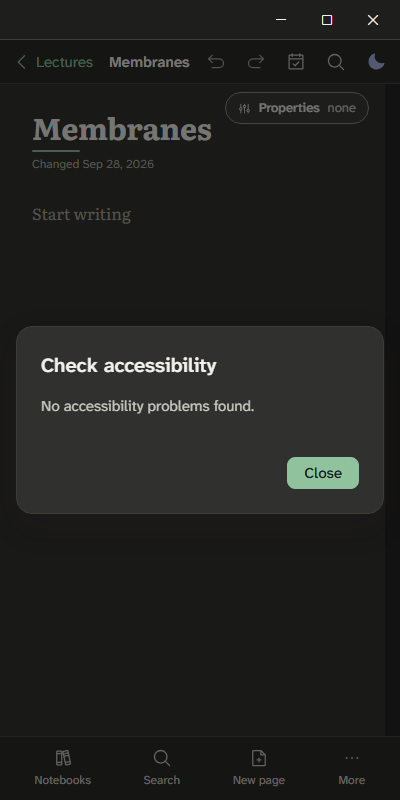 Lectures Membranes
Properties none
Membranes
Changed Sep 28, 2026
Start writing
Check accessibility
No accessibility problems found.
Close
Notebooks Search New page More